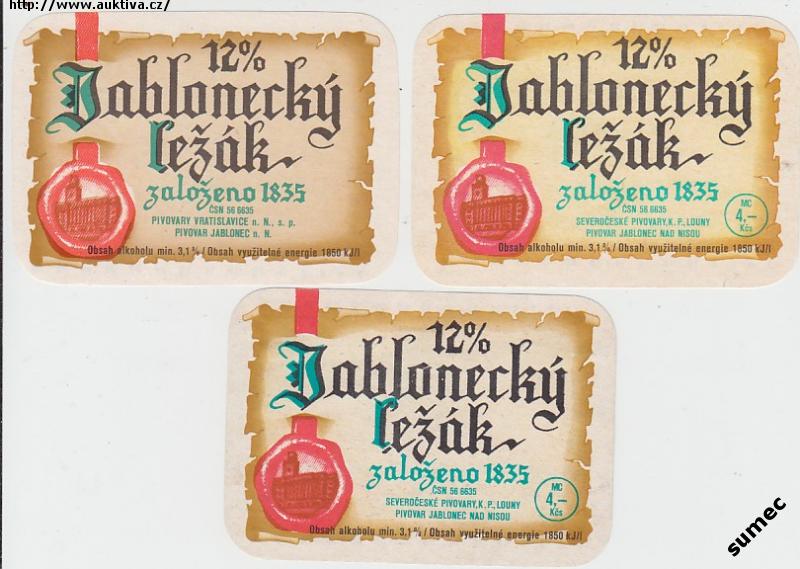 http://www.auktiva.cz/
12%
Jablonecký
ležák
založeno 1835
ČSN 56 6635
PIVOVARY VRATISLAVICE n. N., s. p.
PIVOVAR JABLONEC n. N.
Obsah alkoholu min. 3,1% / Obsah využitelné energie 1850 kJ/l
12%
Jablonecký
ležák
založeno 1835
ČSN 56 6635
SEVEROČESKÉ PIVOVARY, K. P., LOUNY
PIVOVAR JABLONEC NAD NISOU
MC
4,–
Kčs
Obsah alkoholu min. 3,1% / Obsah využitelné energie 1850 kJ/l
12%
Jablonecký
ležák
založeno 1835
ČSN 56 6635
SEVEROČESKÉ PIVOVARY, K. P., LOUNY
PIVOVAR JABLONEC NAD NISOU
MC
4,–
Kčs
Obsah alkoholu min. 3,1% / Obsah využitelné energie 1850 kJ/l
sumec